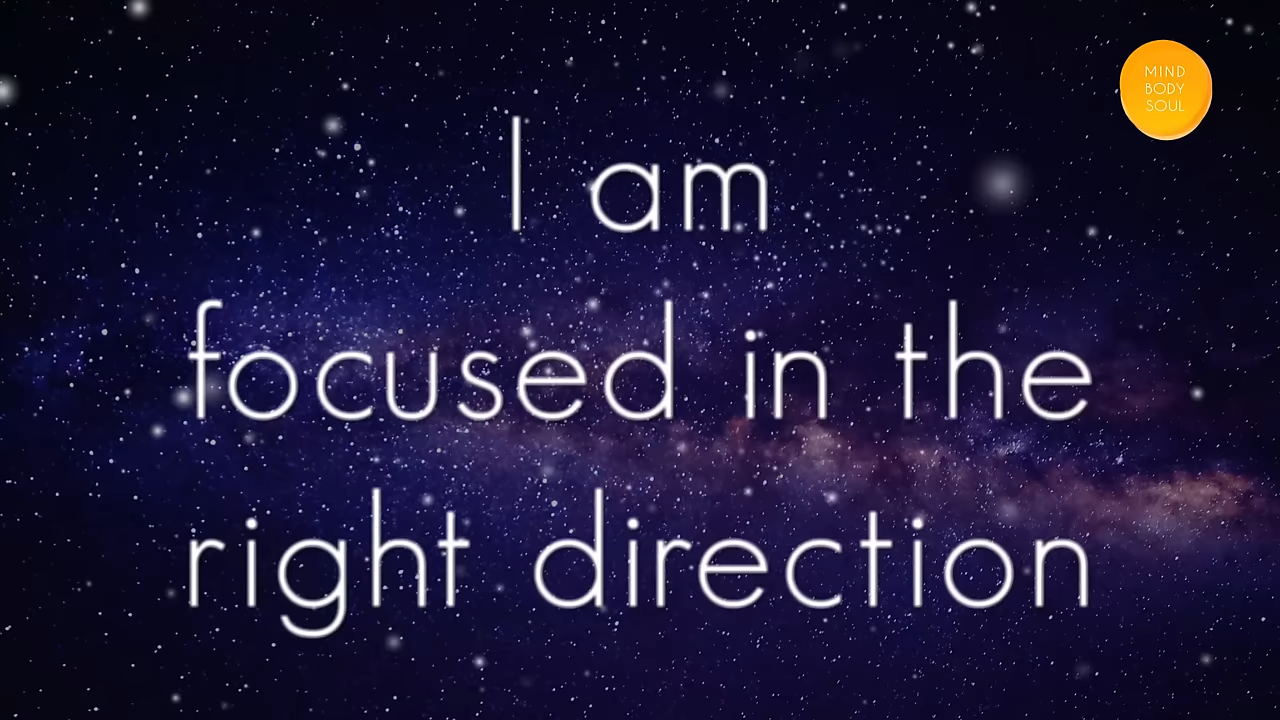 MIND
BODY
SOUL
I am
focused in the
right direction